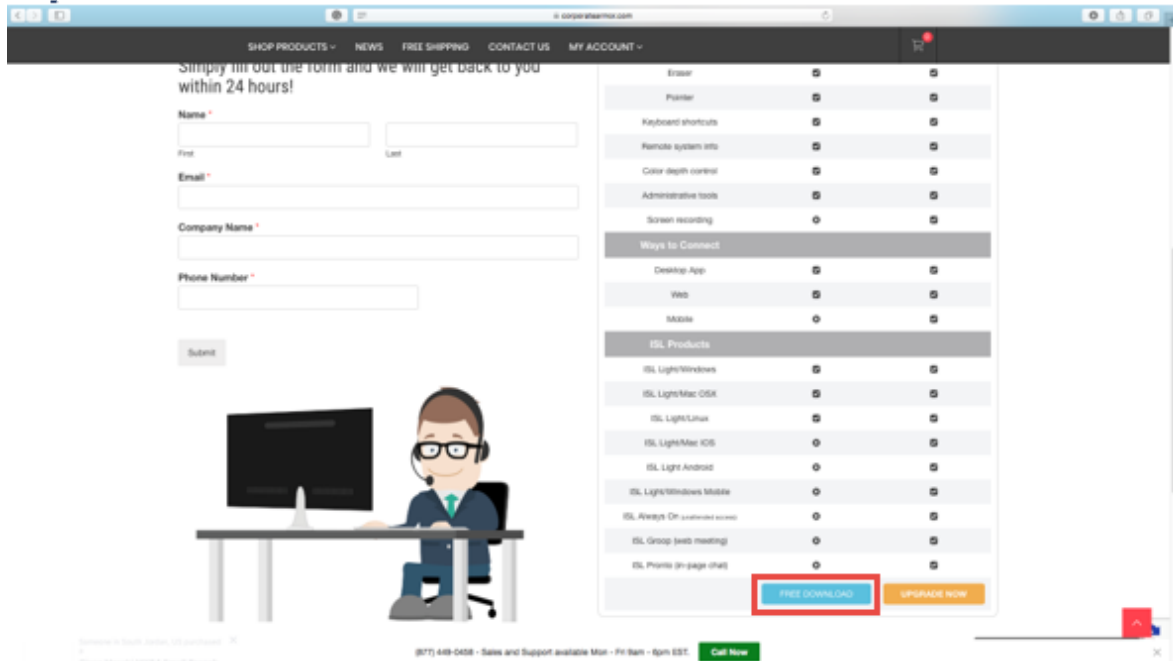 corporatearmor.com
SHOP PRODUCTS NEWS FREE SHIPPING CONTACT US MY ACCOUNT
0
Simply fill out the form and we will get back to you
within 24 hours!
Name *
First Last
Email *
Company Name *
Phone Number *
Submit
Eraser
Pointer
Keyboard shortcuts
Remote system info
Color depth control
Administrative tools
Screen recording
Ways to Connect
Desktop App
Web
Mobile
ISL Products
ISL Light/Windows
ISL Light/Mac OSX
ISL Light/Linux
ISL Light/Mac IOS
ISL Light Android
ISL Light/Windows Mobile
ISL Always On (unattended access)
ISL Groop (web meeting)
ISL Pronto (in-page chat)
FREE DOWNLOAD UPGRADE NOW
(877) 449-0458 - Sales and Support available Mon - Fri 9am - 6pm EST. Call Now